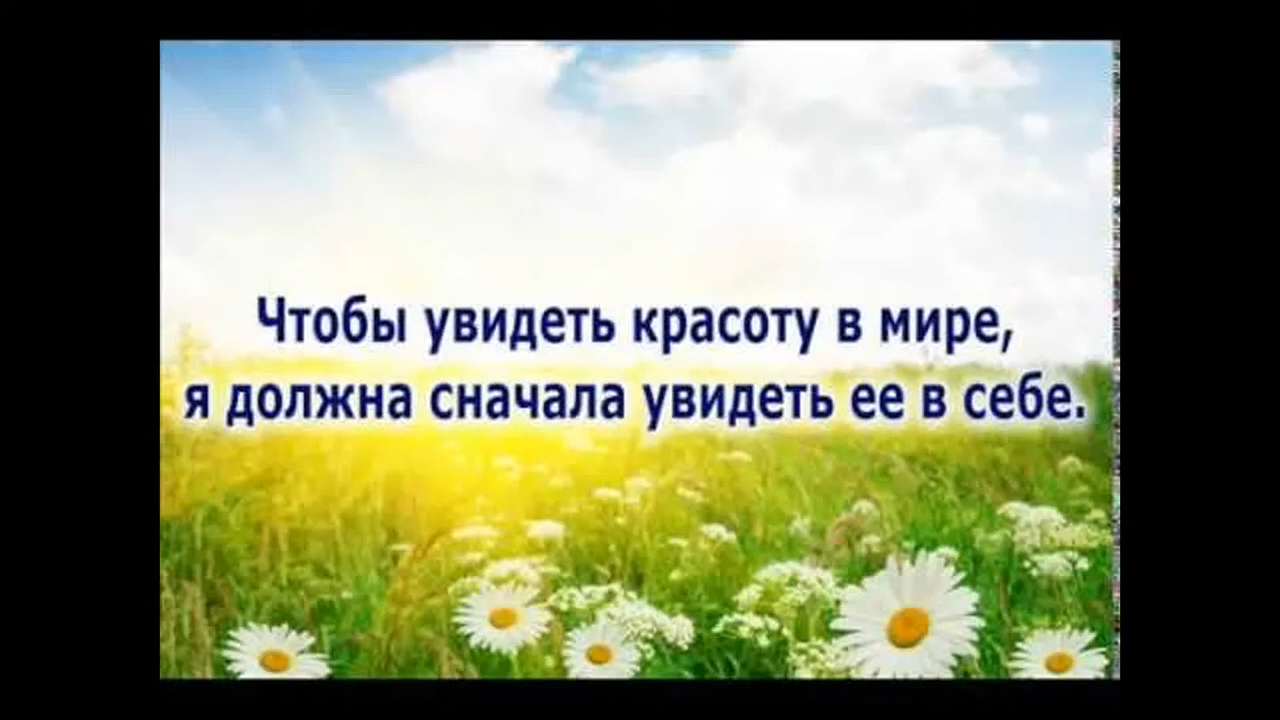 Чтобы увидеть красоту в мире,
я должна сначала увидеть ее в себе.